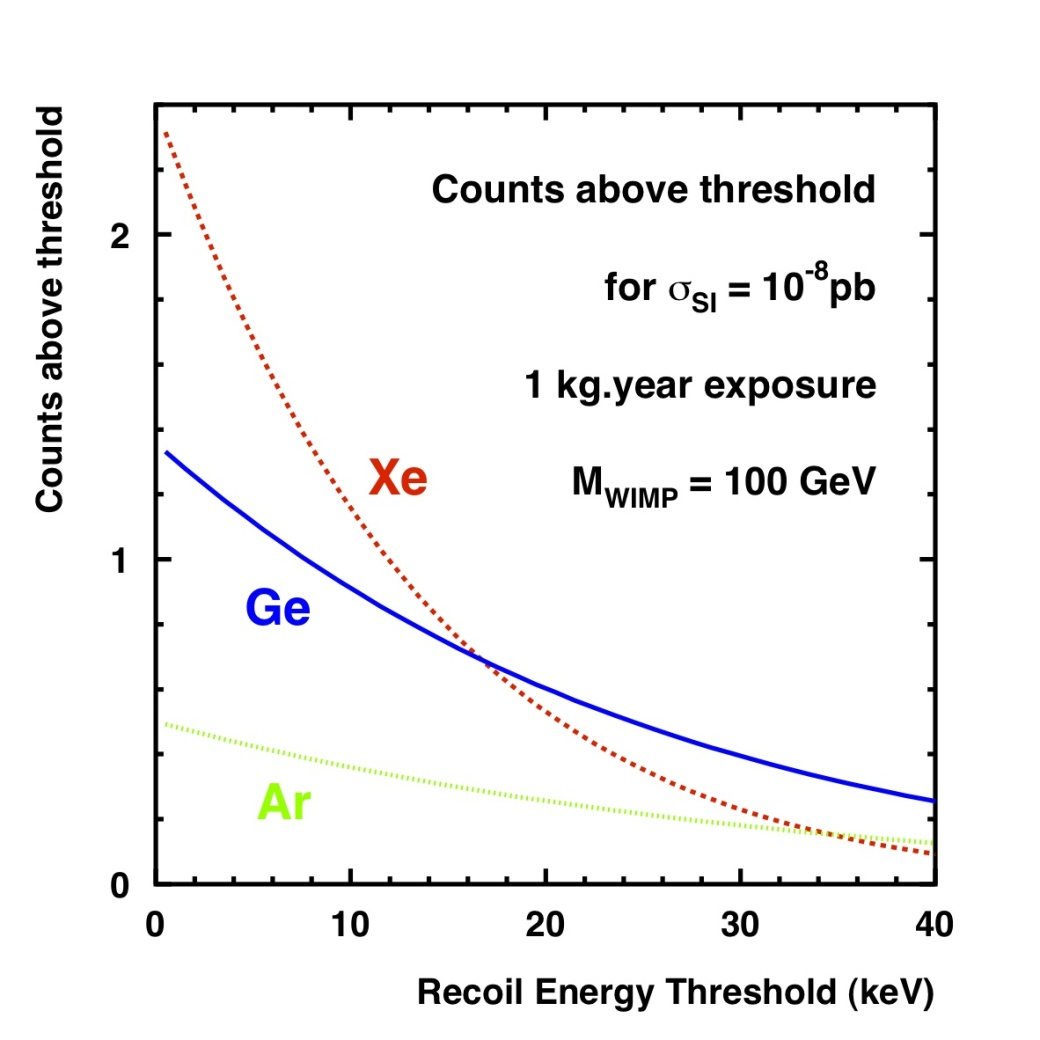 Counts above threshold
2
1
0
Counts above threshold
for σSI = 10-8pb
1 kg.year exposure
MWIMP = 100 GeV
Xe
Ge
Ar
0 10 20 30 40
Recoil Energy Threshold (keV)